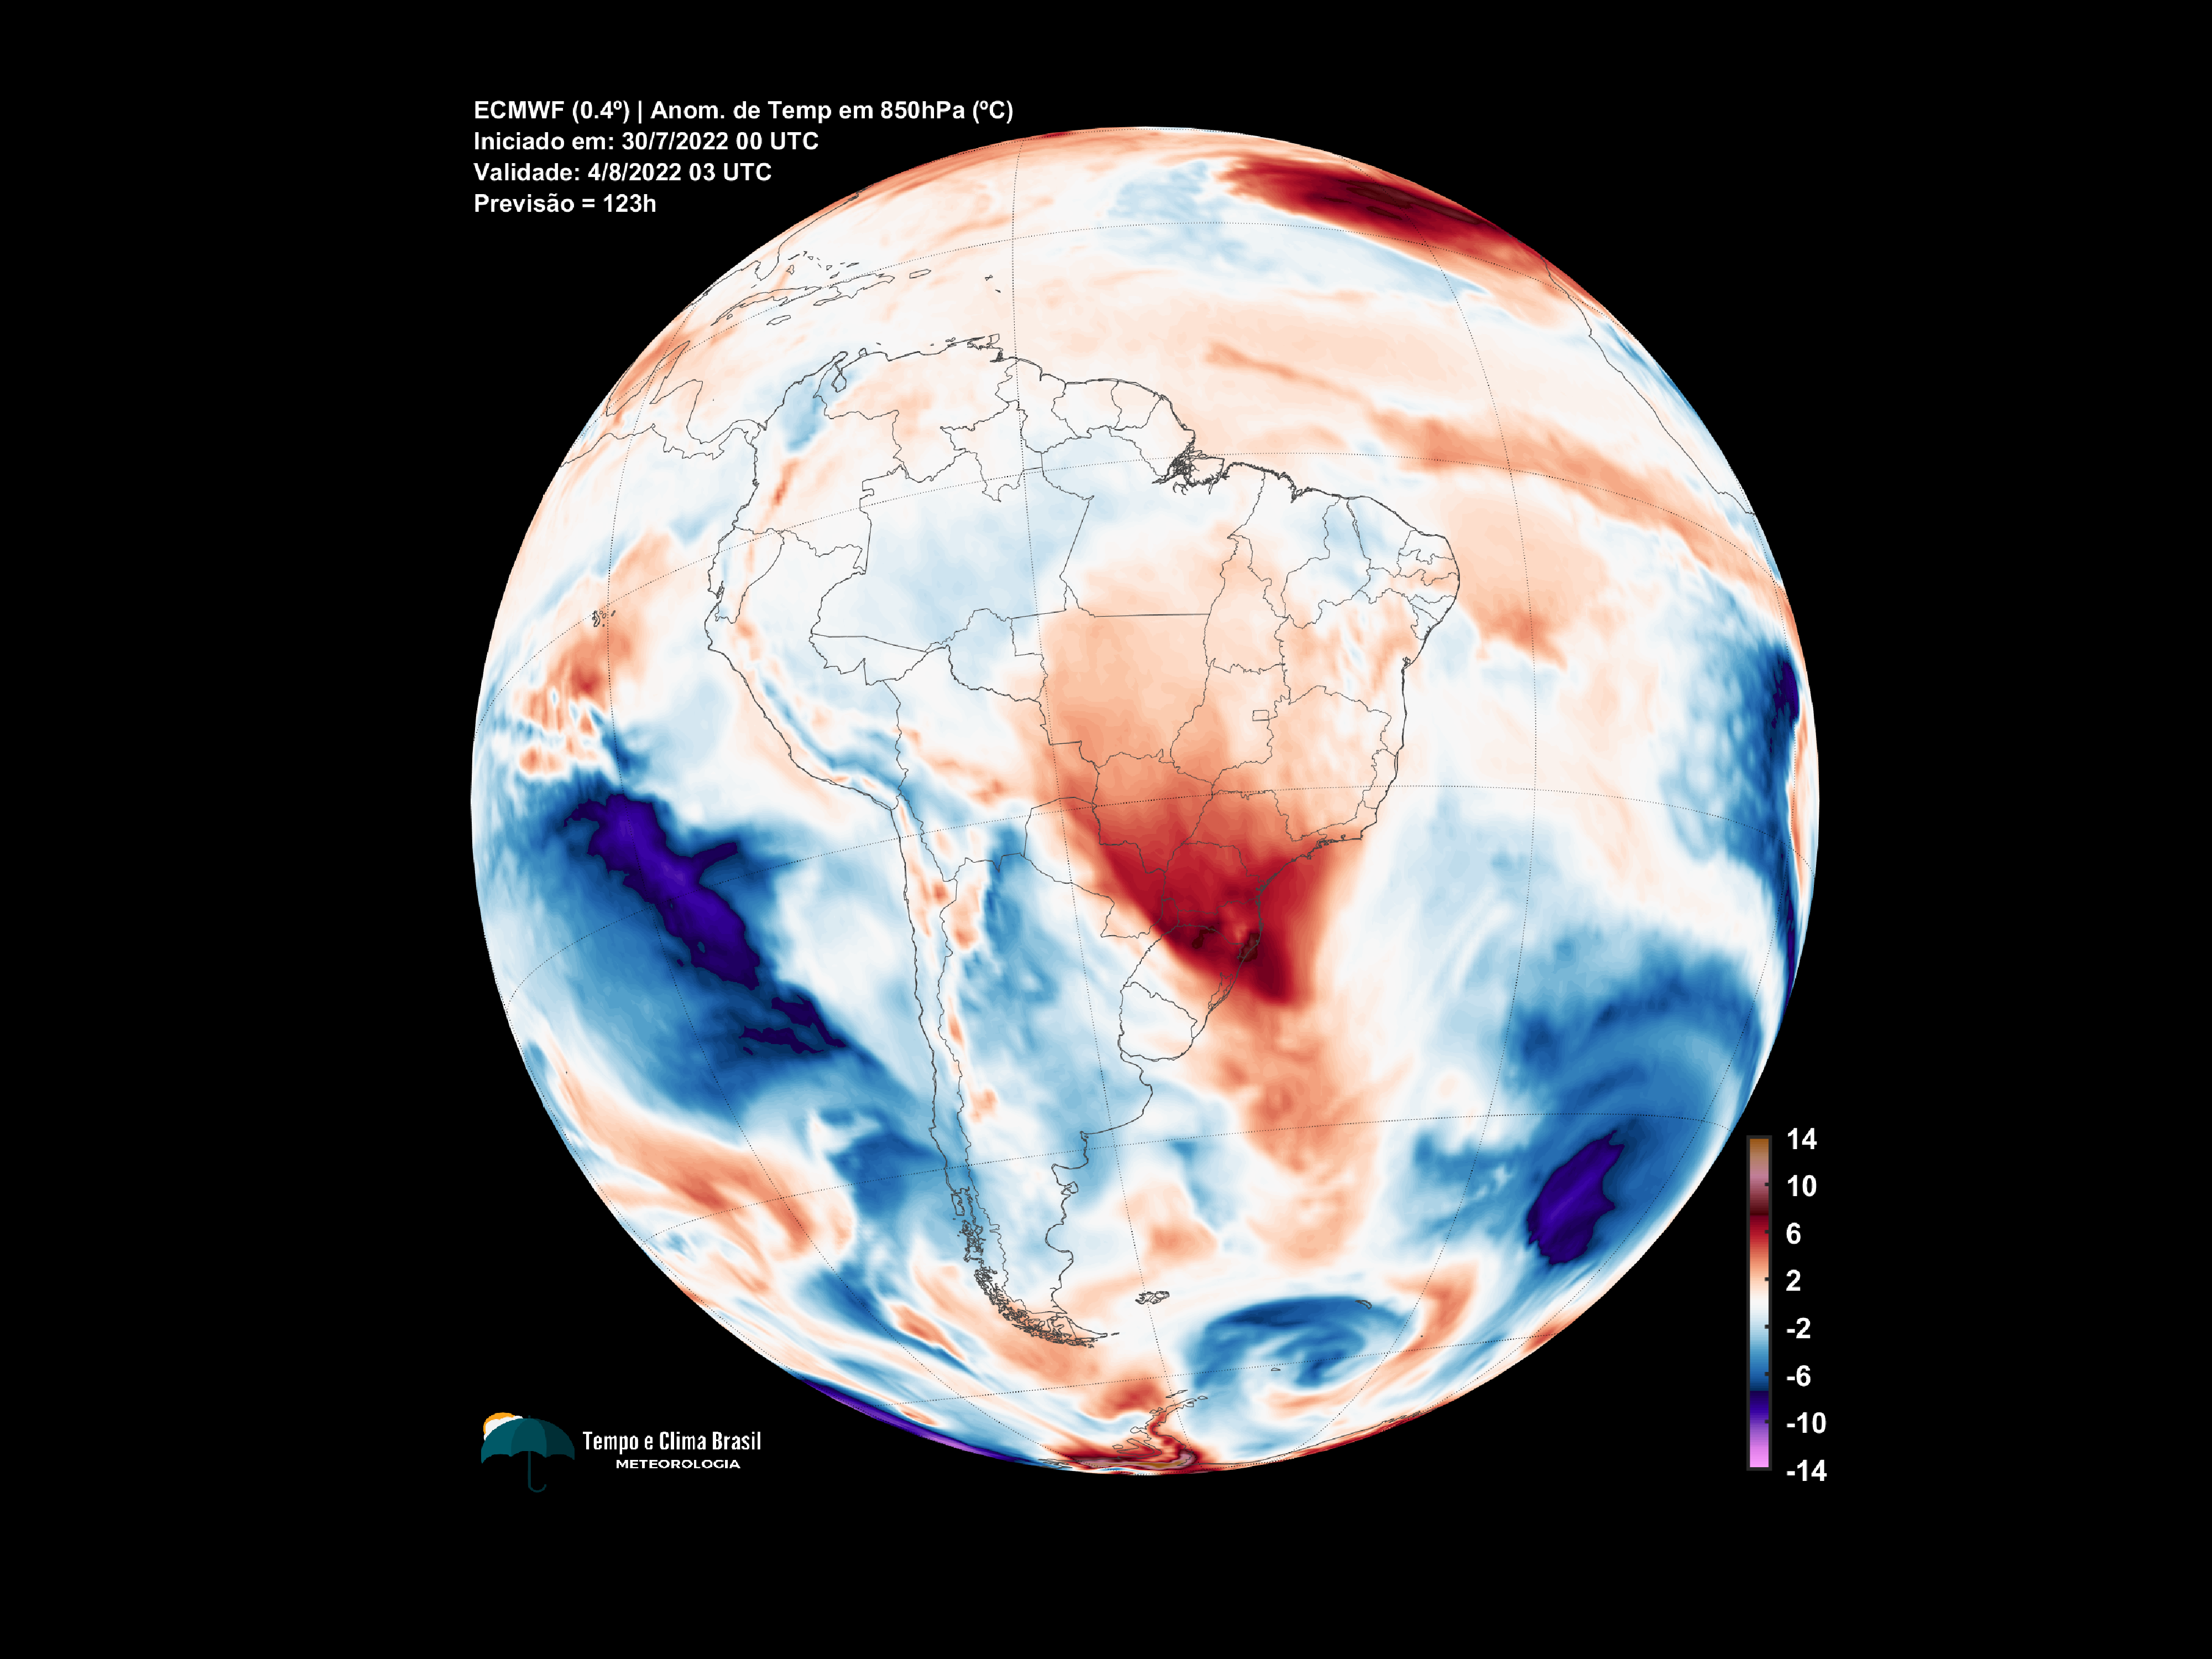 ECMWF (0.4º) | Anom. de Temp em 850hPa (ºC)
Iniciado em: 30/7/2022 00 UTC
Validade: 4/8/2022 03 UTC
Previsão = 123h
14
10
6
2
-2
-6
-10
-14
Tempo e Clima Brasil
METEOROLOGIA